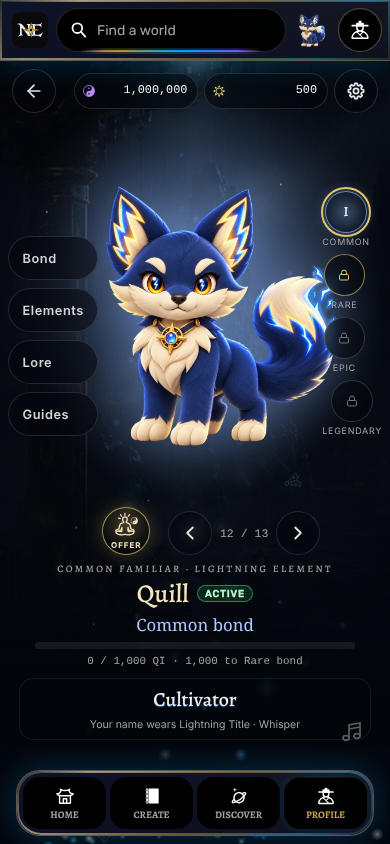 NE
Find a world
1,000,000
500
I
COMMON
Bond
RARE
Elements
EPIC
Lore
LEGENDARY
Guides
OFFER
12 / 13
COMMON FAMILIAR · LIGHTNING ELEMENT
Quill ACTIVE
Common bond
0 / 1,000 QI · 1,000 to Rare bond
Cultivator
Your name wears Lightning Title · Whisper
HOME
CREATE
DISCOVER
PROFILE